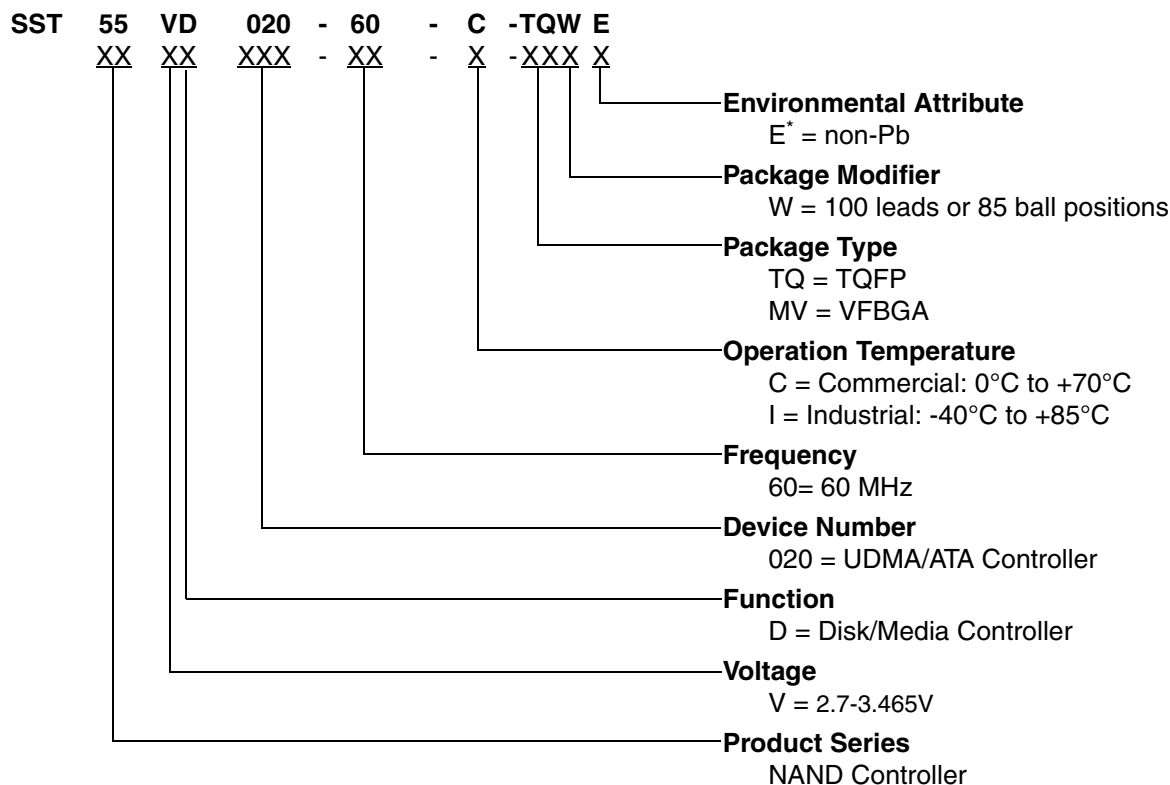 SST 55 VD 020 - 60 - C -TQW E
XX XX XXX - XX - X -XXX X
Environmental Attribute
E* = non-Pb
Package Modifier
W = 100 leads or 85 ball positions
Package Type
TQ = TQFP
MV = VFBGA
Operation Temperature
C = Commercial: 0°C to +70°C
I = Industrial: -40°C to +85°C
Frequency
60= 60 MHz
Device Number
020 = UDMA/ATA Controller
Function
D = Disk/Media Controller
Voltage
V = 2.7-3.465V
Product Series
NAND Controller